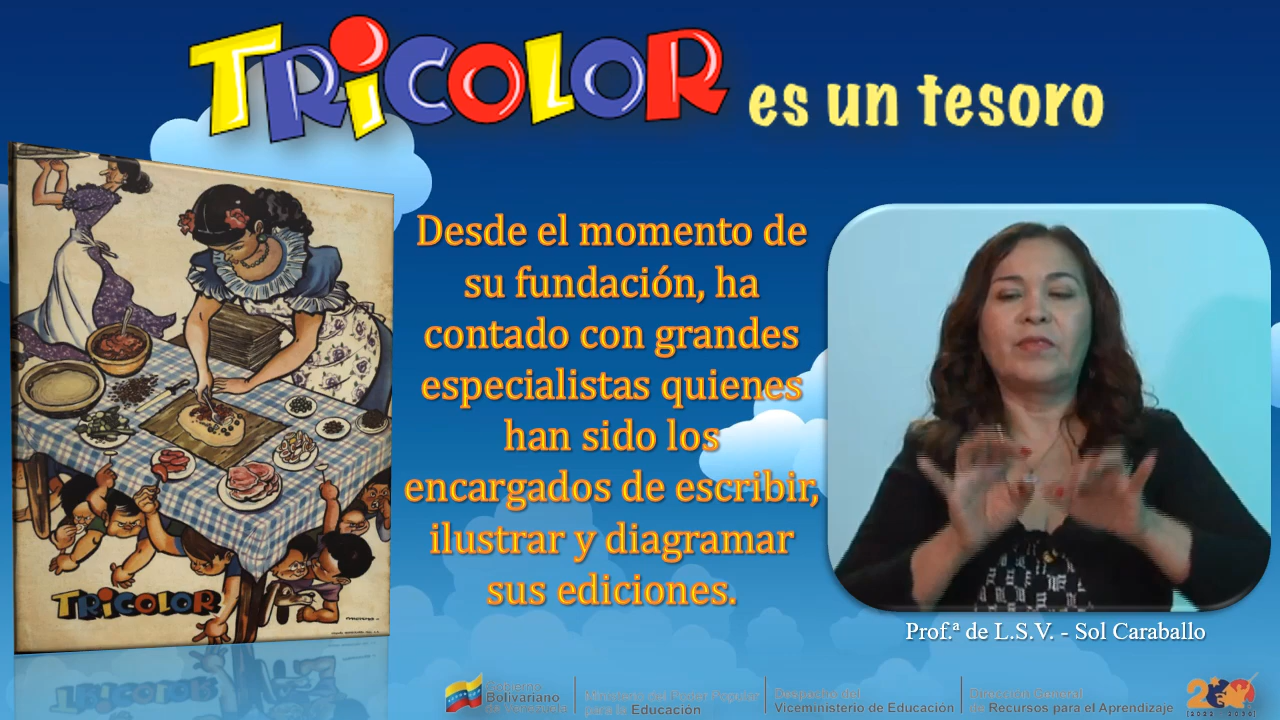 TRiCOLOR es un tesoro
Desde el momento de
su fundación, ha
contado con grandes
especialistas quienes
han sido los
encargados de escribir,
ilustrar y diagramar
sus ediciones.
TRiCOLOR
Prof.ª de L.S.V. - Sol Caraballo
Gobierno
Bolivariano
de Venezuela
Ministerio del Poder Popular
para la Educación
Despacho del
Viceministerio de Educación
Dirección General
de Recursos para el Aprendizaje